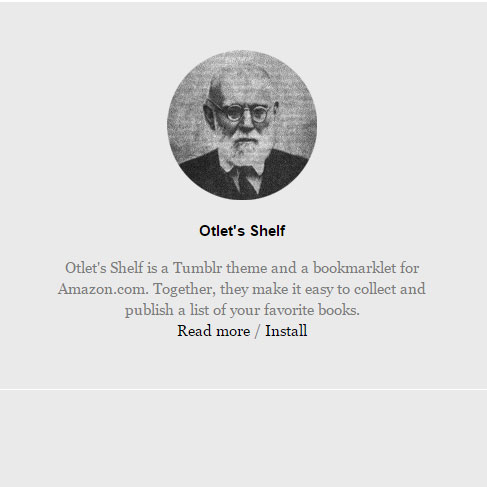 Otlet's Shelf
Otlet's Shelf is a Tumblr theme and a bookmarklet for
Amazon.com. Together, they make it easy to collect and
publish a list of your favorite books.
Read more / Install